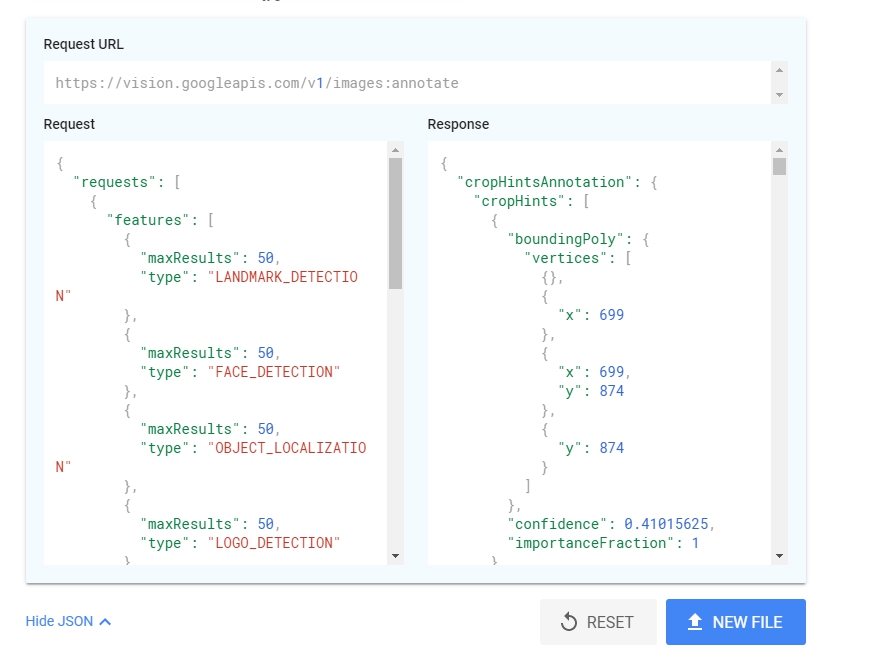 Request URL
https://vision.googleapis.com/v1/images:annotate
Request
{
"requests": [
{
"features": [
{
"maxResults": 50,
"type": "LANDMARK_DETECTIO
N"
},
{
"maxResults": 50,
"type": "FACE_DETECTION"
},
{
"maxResults": 50,
"type": "OBJECT_LOCALIZATIO
N"
},
{
"maxResults": 50,
"type": "LOGO_DETECTION"
}
Response
{
"cropHintsAnnotation": {
"cropHints": [
{
"boundingPoly": {
"vertices": [
{},
{
"x": 699
},
{
"x": 699,
"y": 874
},
{
"y": 874
}
]
},
"confidence": 0.41015625,
"importanceFraction": 1
}
Hide JSON
RESET
NEW FILE